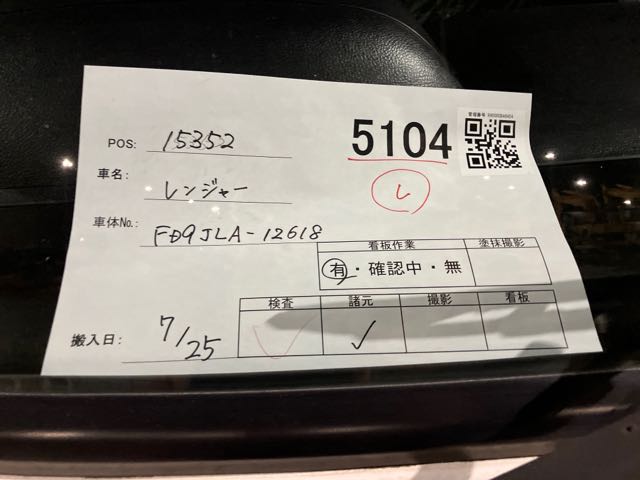 POS: 15352
5104
車名: レンジャー
レ
車体No.: FD9JLA-12618
看板作業 塗抹撮影
有・確認中・無
検査 諸元 撮影 看板
✓ ✓
搬入日: 7/25